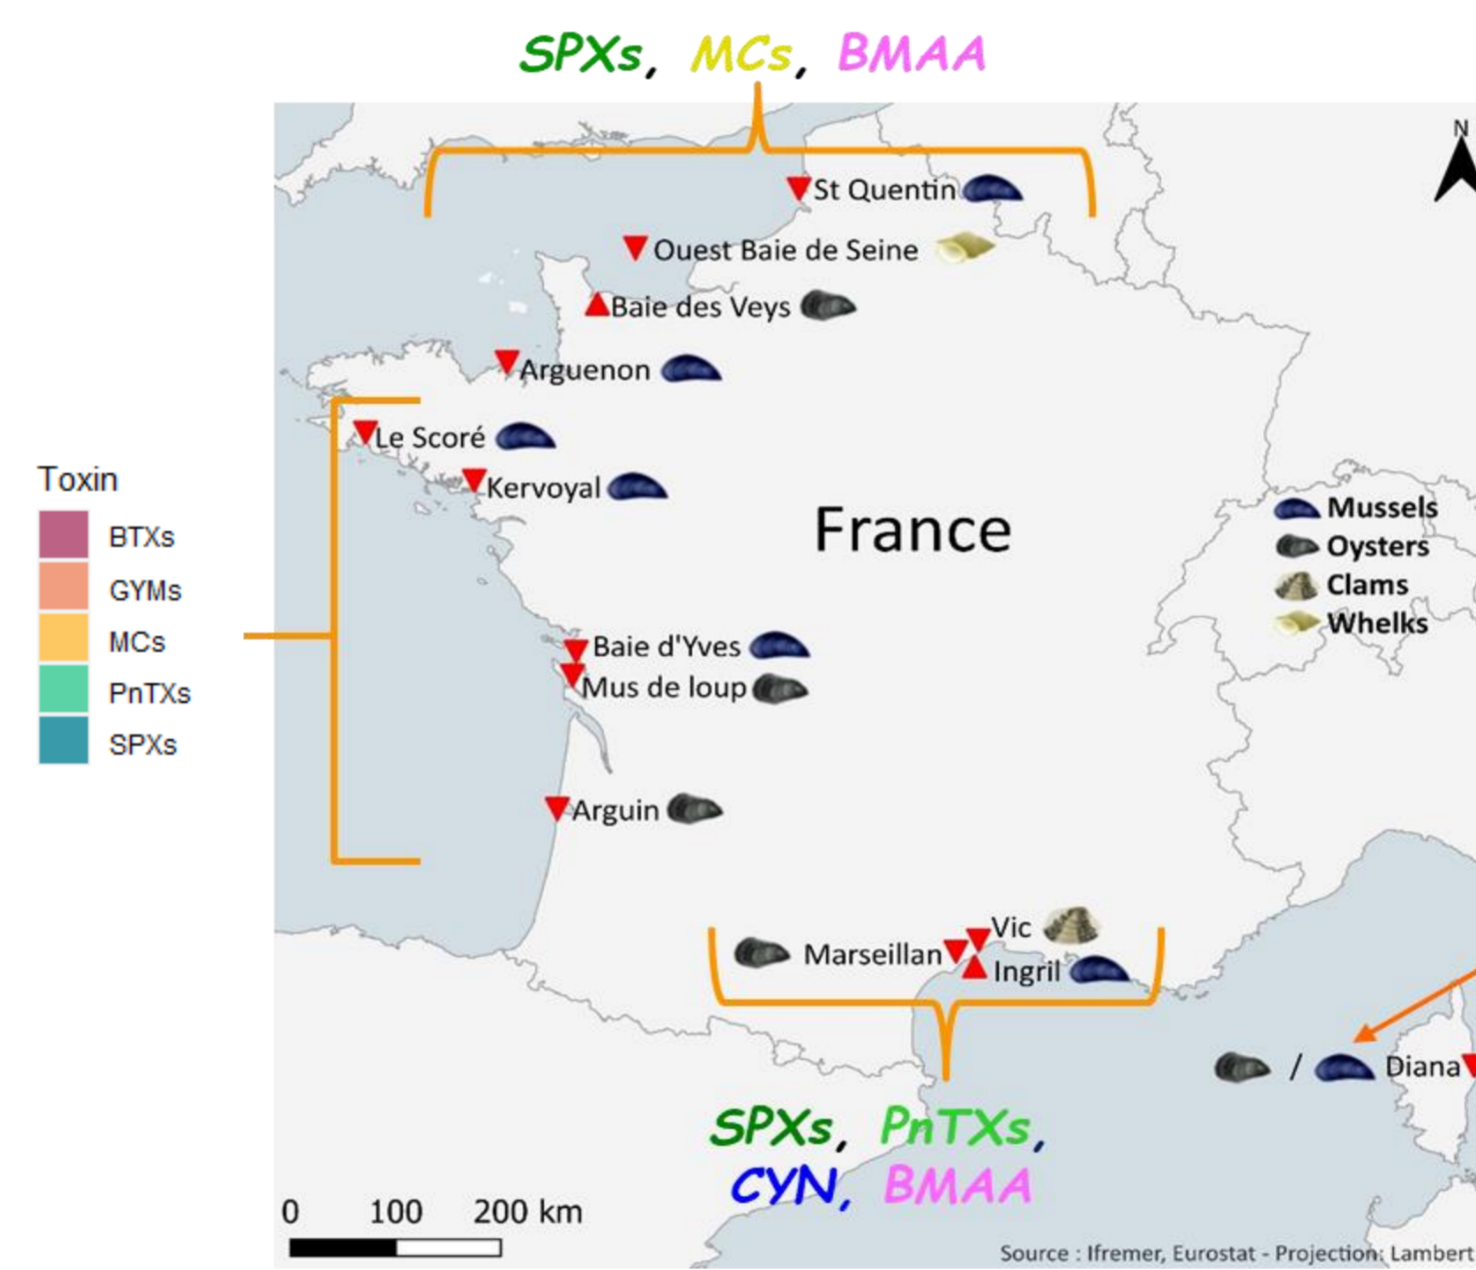 SPXs, MCs, BMAA
N
St Quentin
Ouest Baie de Seine
Baie des Veys
Arguenon
Le Scoré
Kervoyal
Toxin
BTXs
GYMs
MCs
PnTXs
SPXs
France
Mussels
Oysters
Clams
Whelks
Baie d'Yves
Mus de loup
Arguin
Vic
Marseillan
Ingril
/ Diana
SPXs, PnTXs,
CYN, BMAA
0 100 200 km
Source : Ifremer, Eurostat - Projection: Lambert